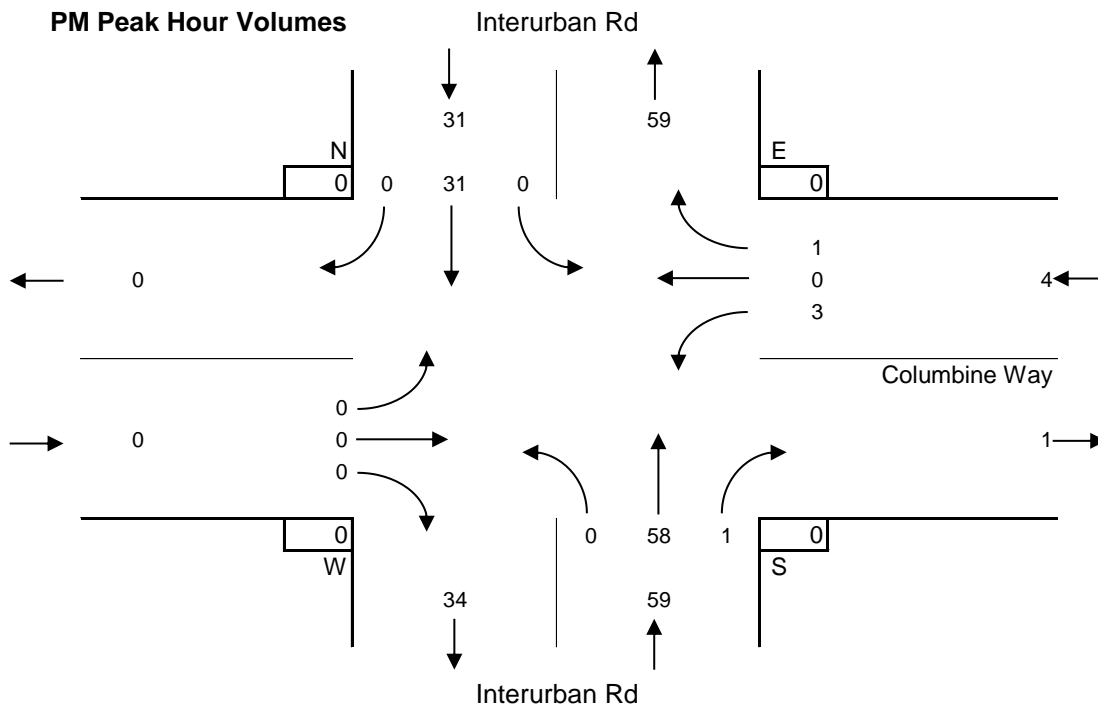 PM Peak Hour Volumes Interurban Rd
31 59
N E
0 0 31 0 0
1
0 0 4
3
Columbine Way
0
0 0 1
0
0 0 58 1 0
W S
34 59
Interurban Rd